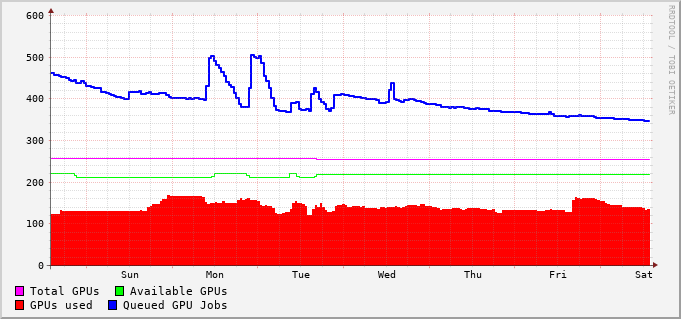 600
500
400
300
200
100
0
Sun Mon Tue Wed Thu Fri Sat
Total GPUs Available GPUs
GPUs used Queued GPU Jobs
RRDTOOL / TOBI OETIKER